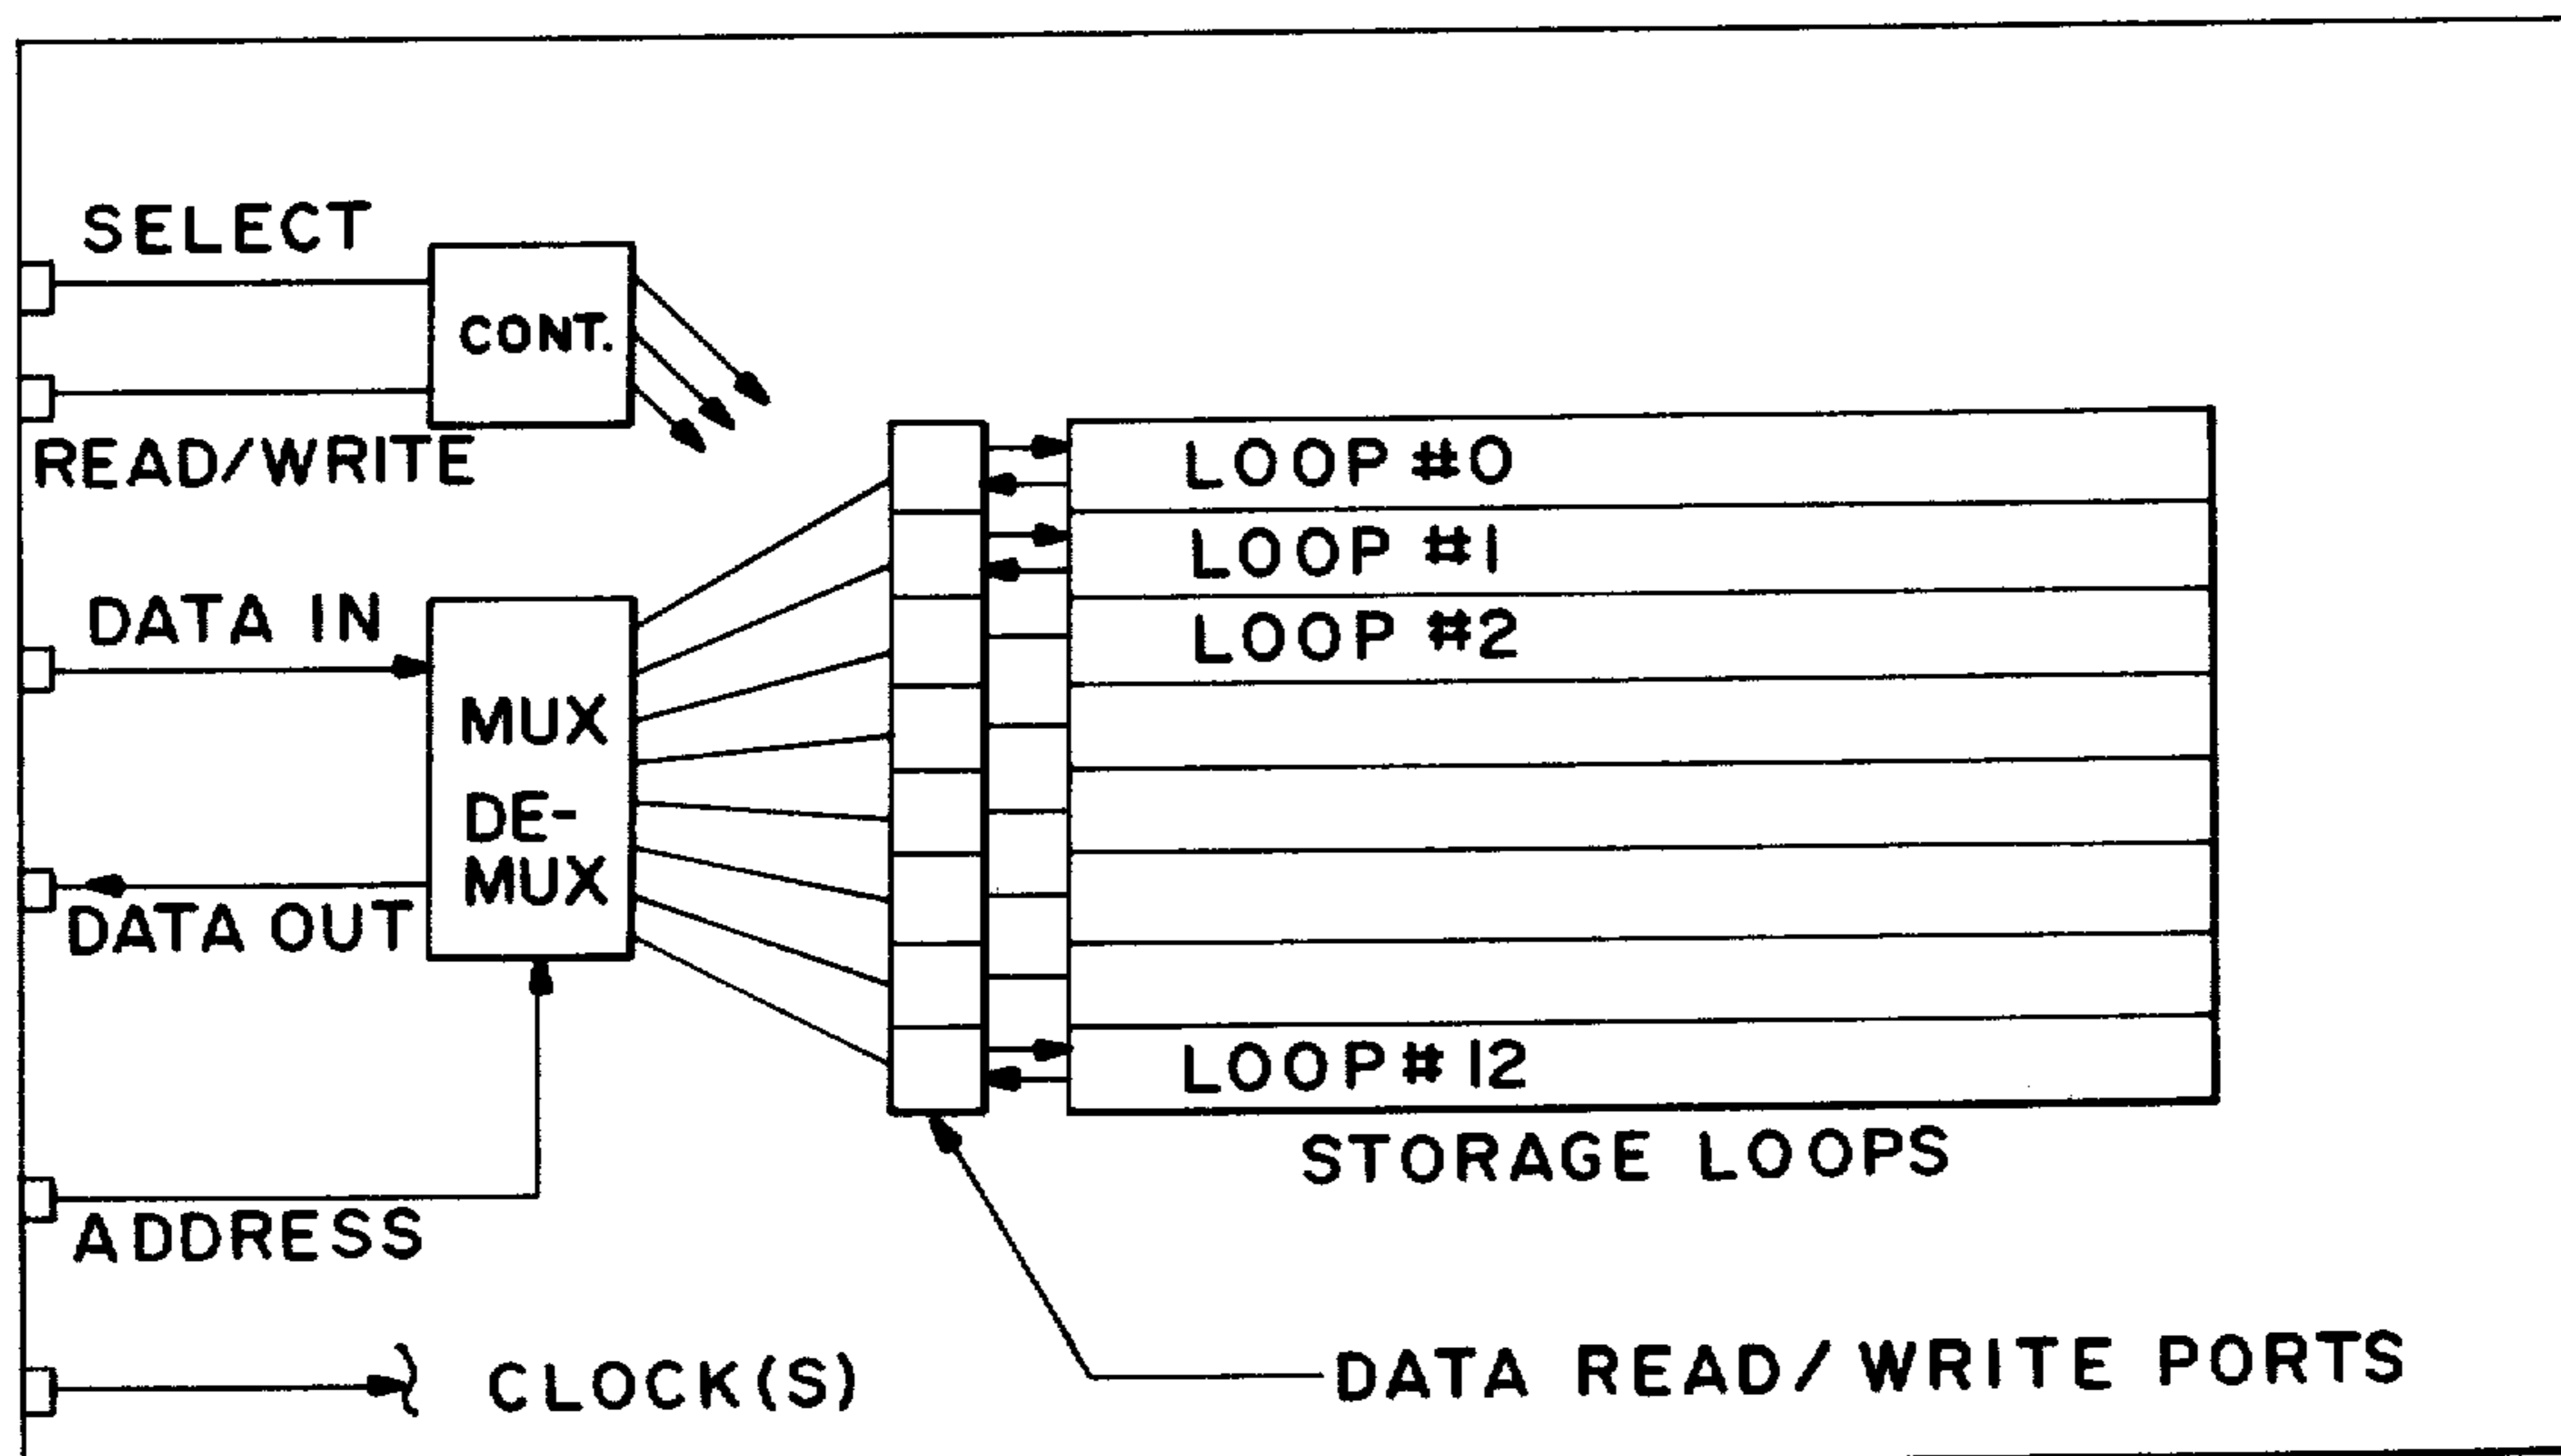 SELECT
CONT.
READ/WRITE
LOOP #0
LOOP #1
DATA IN
LOOP #2
MUX
DE-
MUX
DATA OUT
LOOP# 12
STORAGE LOOPS
ADDRESS
DATA READ/WRITE PORTS
CLOCK(S)